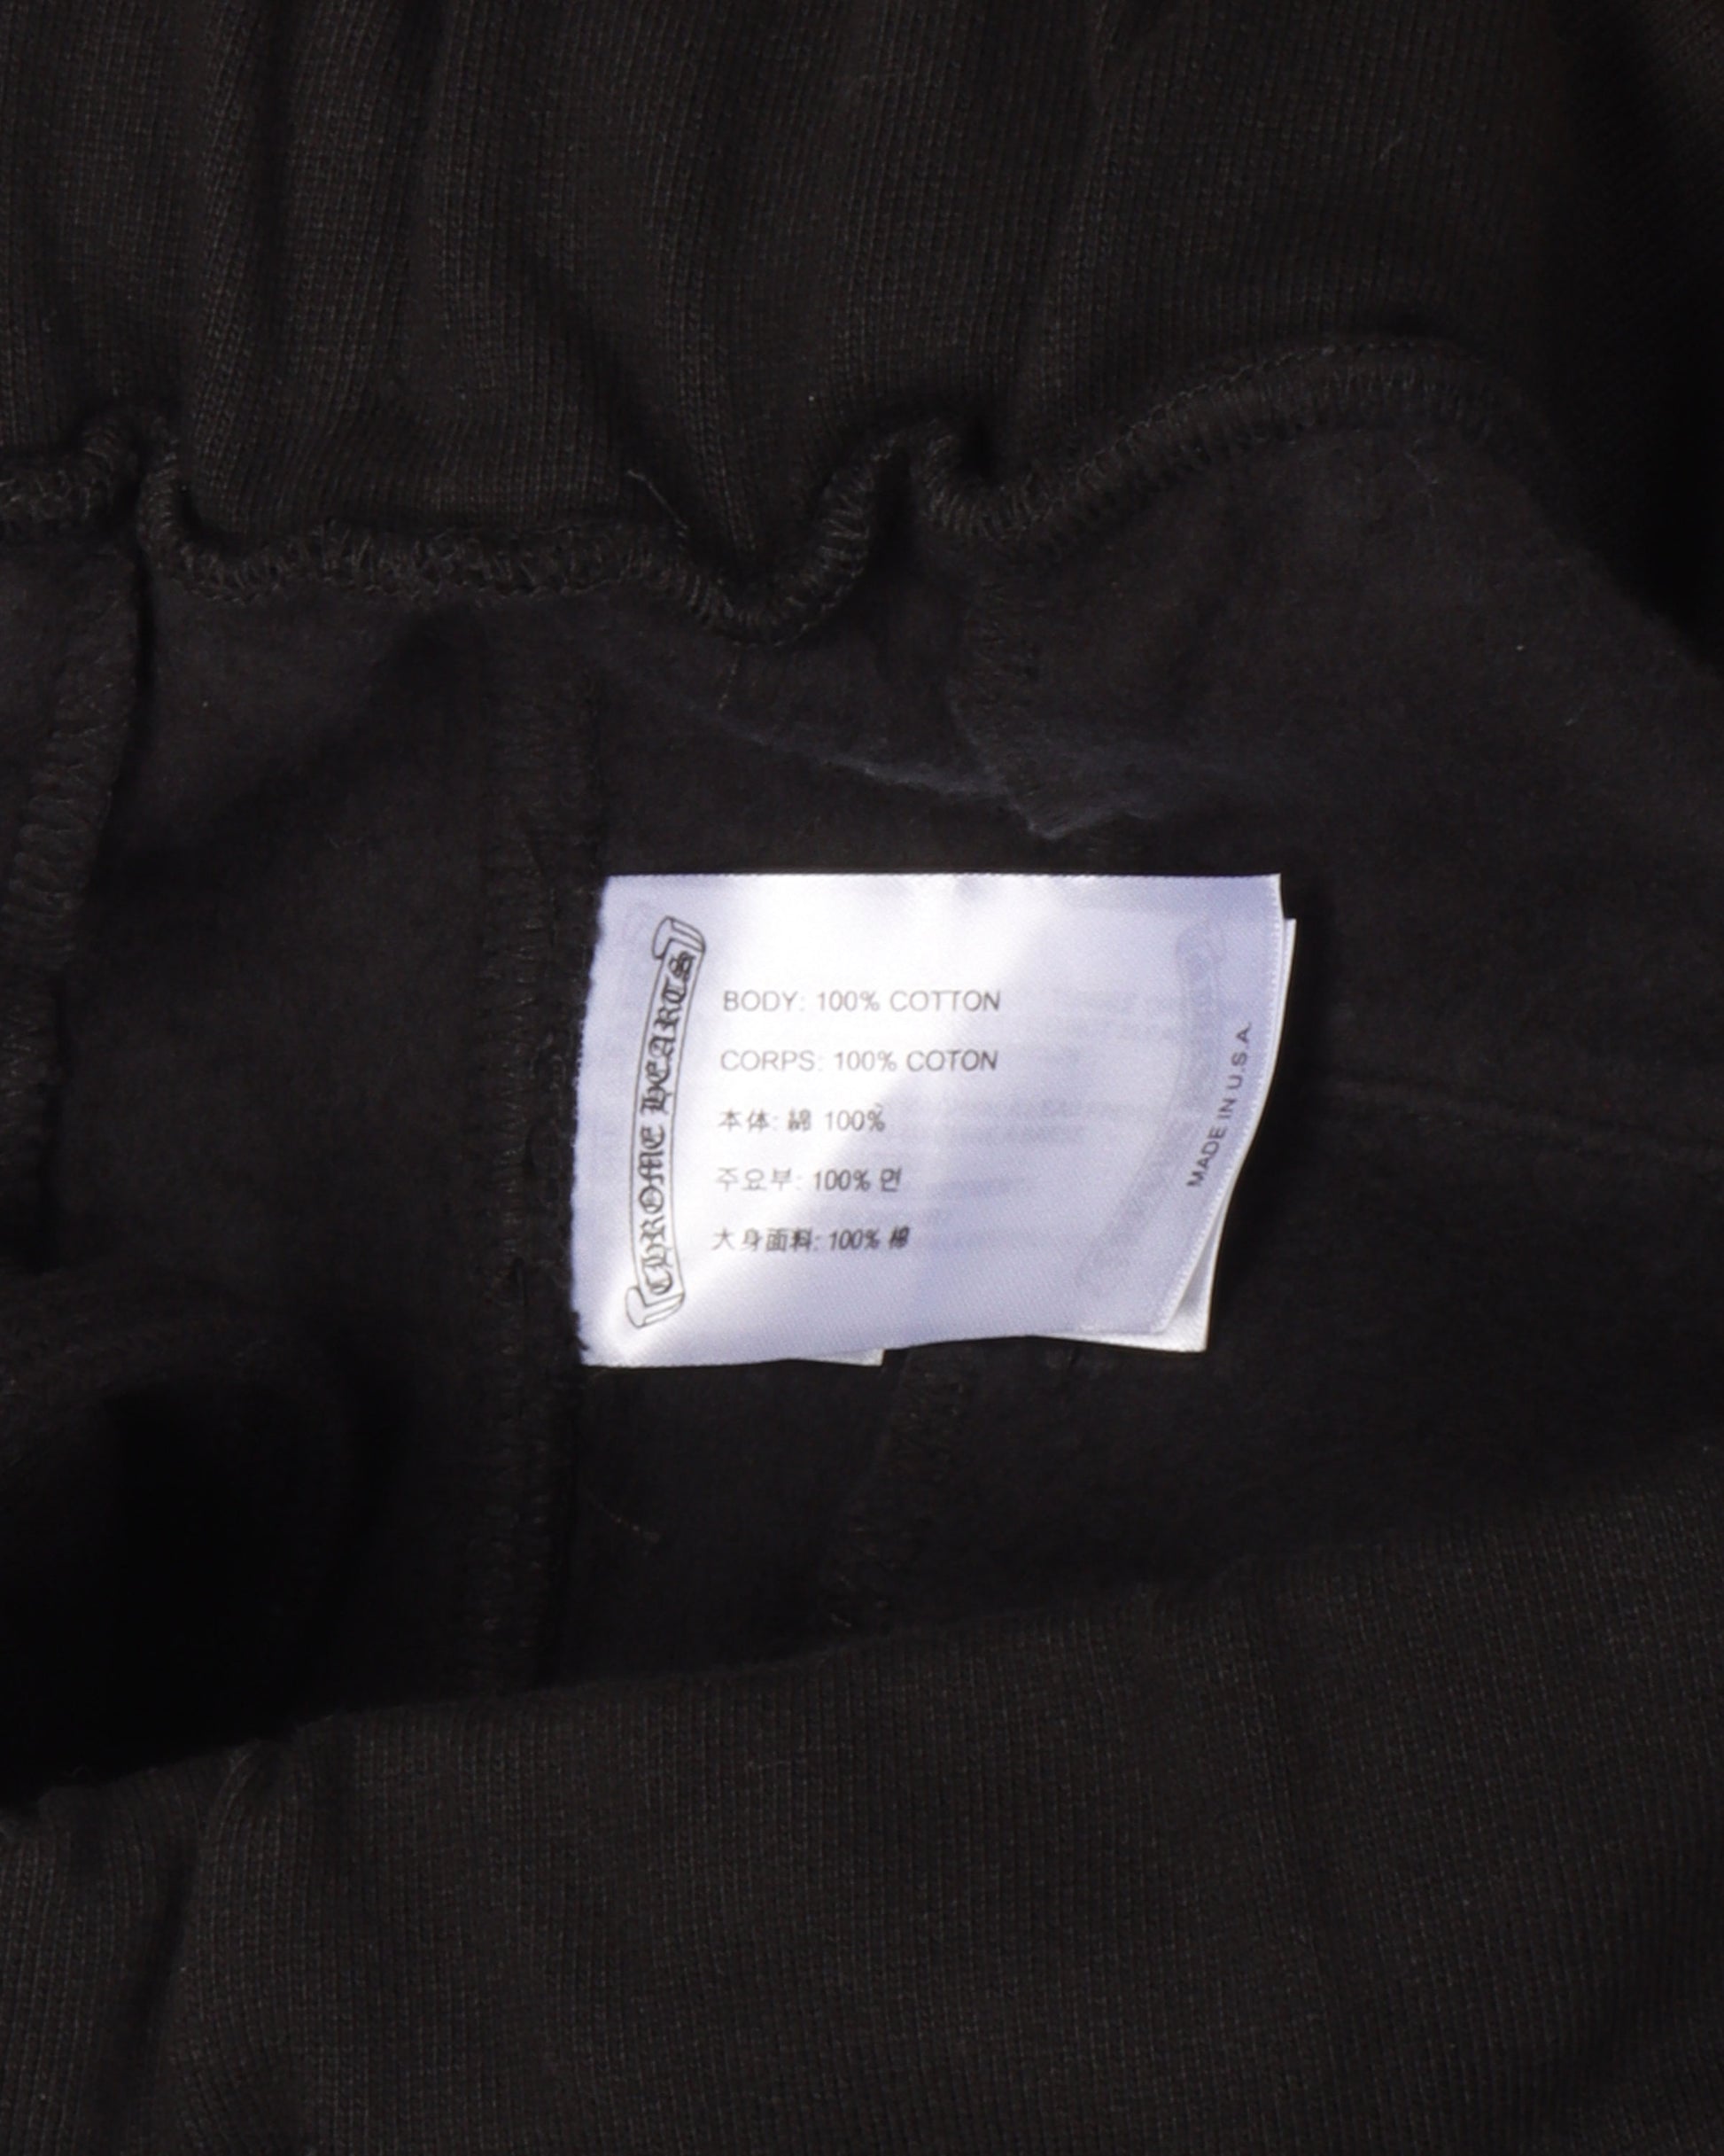 CHROME HEARTS
BODY: 100% COTTON
CORPS: 100% COTON
本体: 綿 100%
주요부: 100% 면
大身面料: 100% 棉
MADE IN U.S.A.